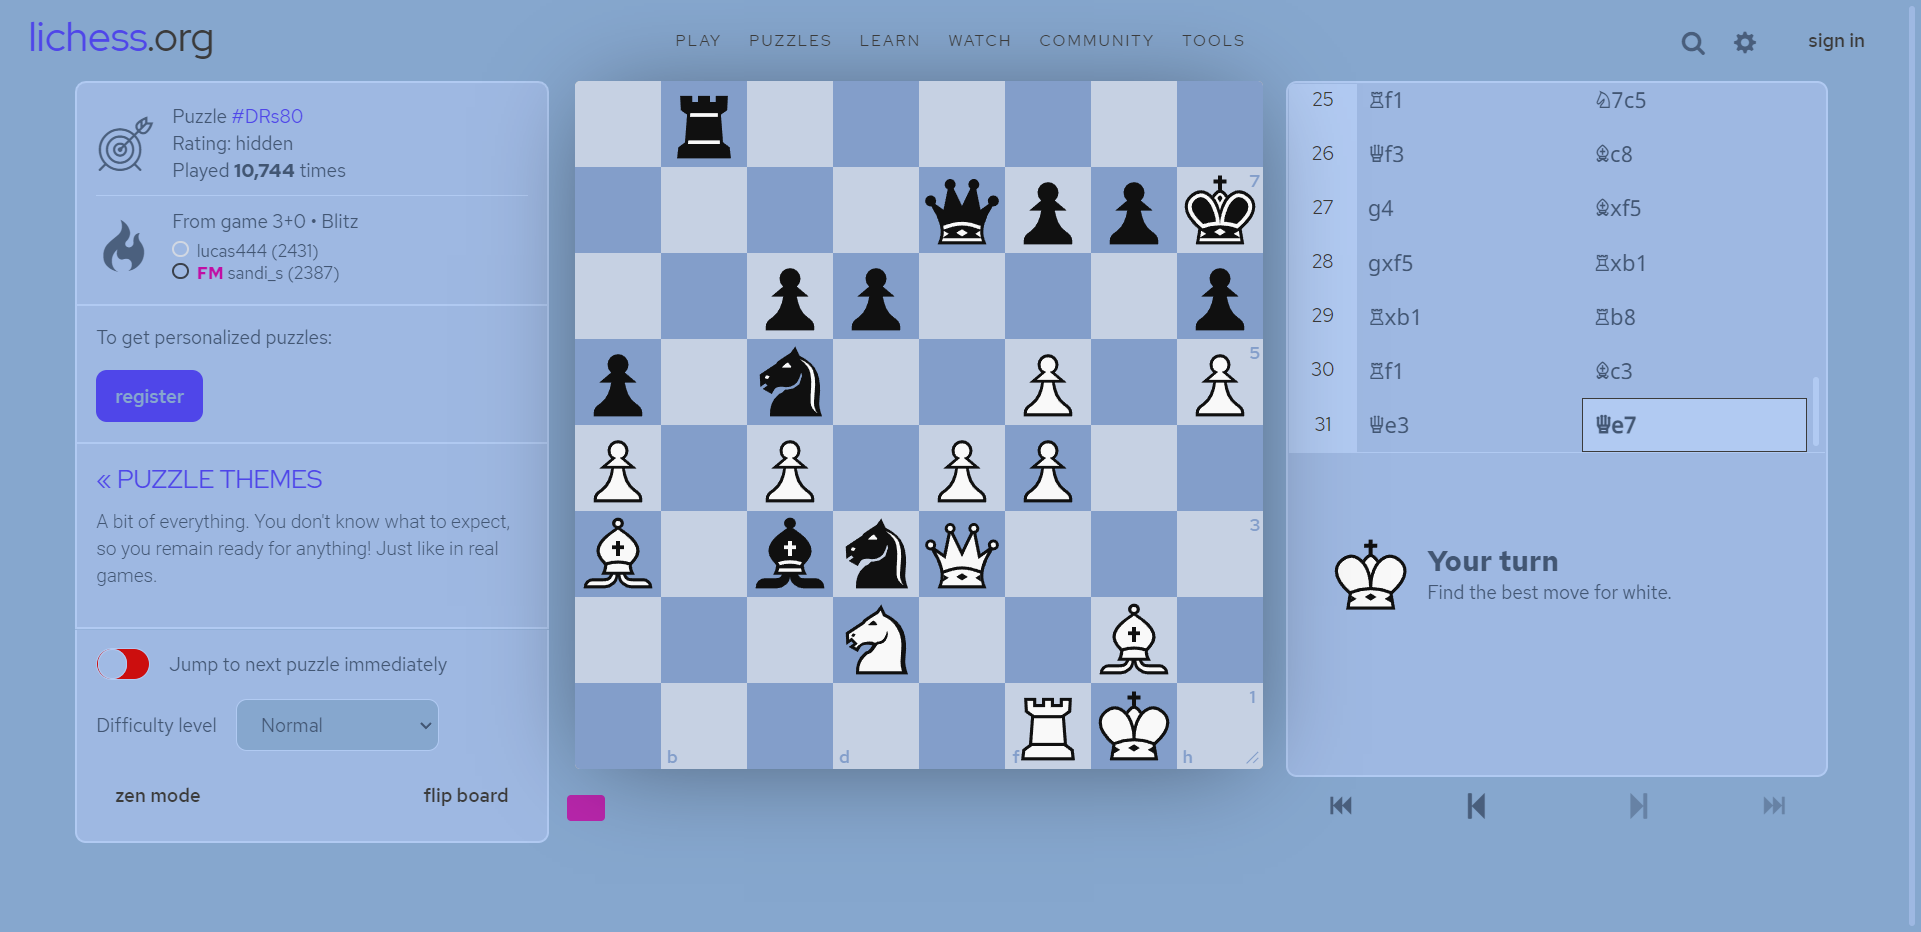 lichess.org
PLAY PUZZLES LEARN WATCH COMMUNITY TOOLS
sign in
Puzzle #DRs80
Rating: hidden
Played 10,744 times
From game 3+0 • Blitz
lucas444 (2431)
FM sandi_s (2387)
To get personalized puzzles:
register
« PUZZLE THEMES
A bit of everything. You don't know what to expect,
so you remain ready for anything! Just like in real
games.
Jump to next puzzle immediately
Difficulty level Normal
zen mode flip board
7
5
3
1
b d f h
25 ♖f1 ♘7c5
26 ♕f3 ♗c8
27 g4 ♗xf5
28 gxf5 ♖xb1
29 ♖xb1 ♖b8
30 ♖f1 ♗c3
31 ♕e3 ♕e7
Your turn
Find the best move for white.